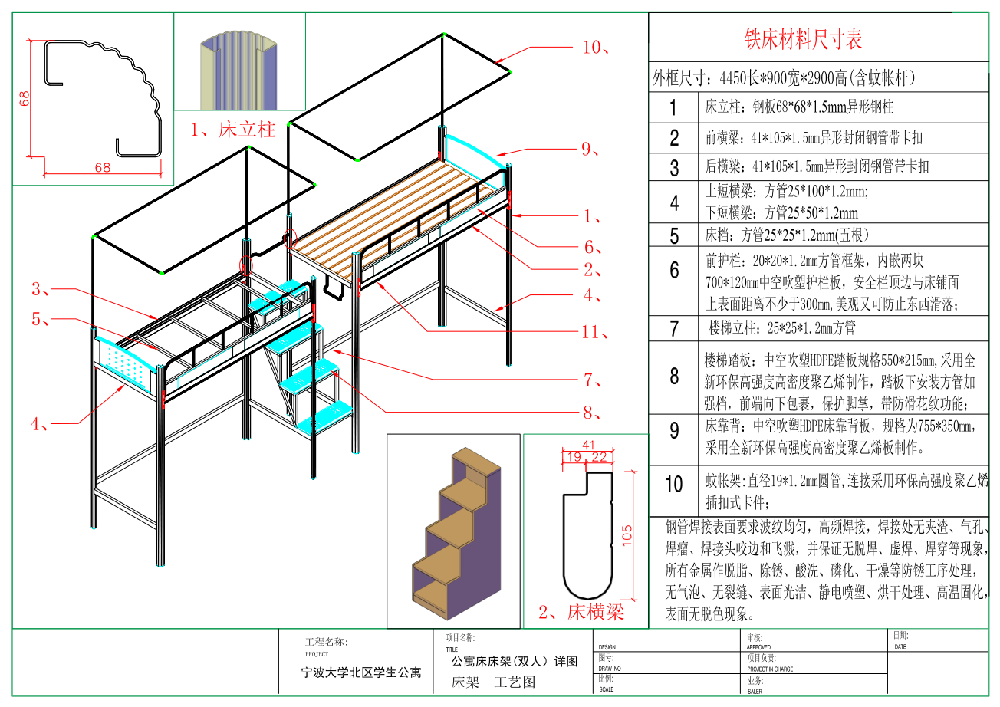 铁床材料尺寸表
外框尺寸：4450长*900宽*2900高(含蚊帐杆）
1
床立柱：钢板68*68*1.5mm异形钢柱
2
前横梁：41*105*1.5mm异形封闭钢管带卡扣
3
后横梁：41*105*1.5mm异形封闭钢管带卡扣
4
上短横梁：方管25*100*1.2mm;
下短横梁：方管25*50*1.2mm
5
床档：方管25*25*1.2mm(五根）
6
前护栏：20*20*1.2mm方管框架，内嵌两块
700*120mm中空吹塑护栏板，安全栏顶边与床铺面
上表面距离不少于300mm,美观又可防止东西滑落；
7
楼梯立柱：25*25*1.2mm方管
8
楼梯踏板：中空吹塑HDPE踏板规格550*215mm,采用全
新环保高强度高密度聚乙烯制作，踏板下安装方管加
强档，前端向下包裹，保护脚掌，带防滑花纹功能；
9
床靠背：中空吹塑HDPE床靠背板，规格为755*350mm，
采用全新环保高强度高密度聚乙烯板制作。
10
蚊帐架:直径19*1.2mm圆管,连接采用环保高强度聚乙烯
插扣式卡件；
钢管焊接表面要求波纹均匀，高频焊接，焊接处无夹渣、气孔、
焊瘤、焊接头咬边和飞溅，并保证无脱焊、虚焊、焊穿等现象，
所有金属作脱脂、除锈、酸洗、磷化、干燥等防锈工序处理，
无气泡、无裂缝、表面光洁、静电喷塑、烘干处理、高温固化，
表面无脱色现象。
68
68
1、床立柱
10、
9、
1、
6、
2、
4、
11、
7、
8、
3、
5、
4、
41
19
22
105
2、床横梁
工程名称:
PROJECT
宁波大学北区学生公寓
项目名称:
TITLE
公寓床床架(双人）详图
床架 工艺图
DESIGN
图号:
DRAW NO
比例:
SCALE
审核:
APPROVED
项目负责:
PROJECT IN CHARGE
业务:
SALER
日期:
DATE